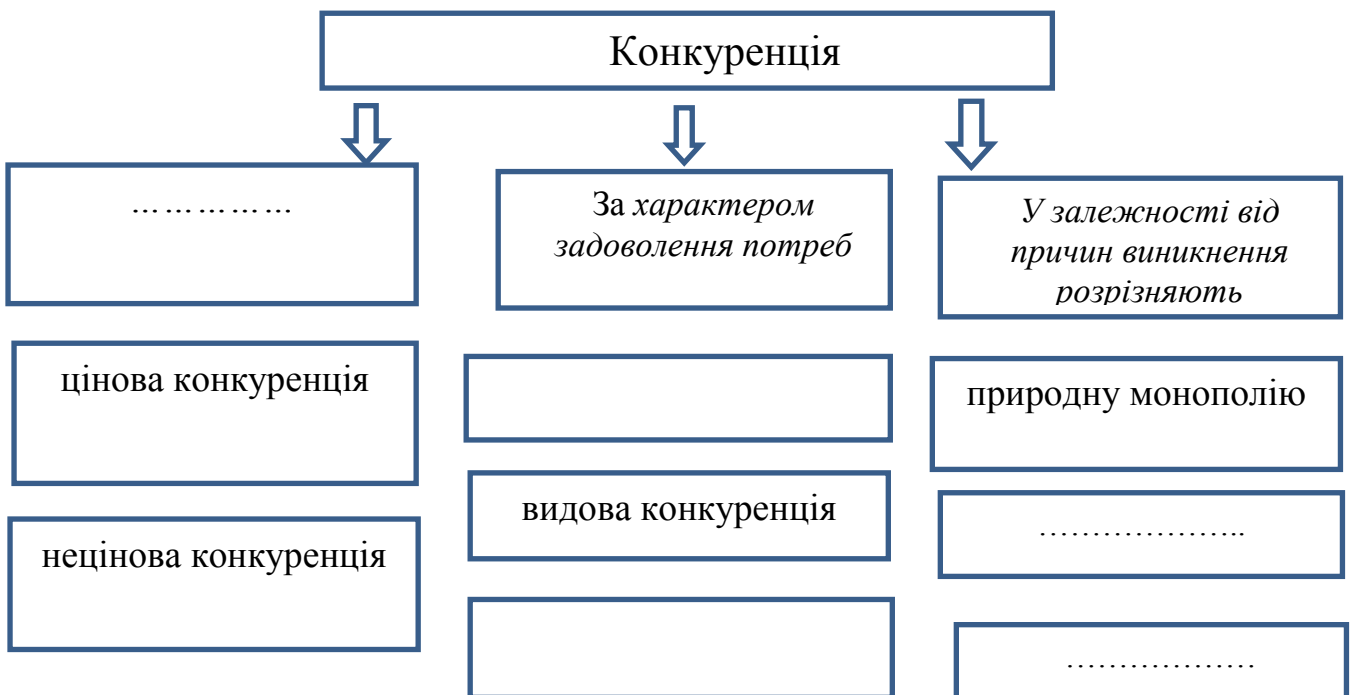 Конкуренція
... ... ... ... ...
За характером
задоволення потреб
У залежності від
причин виникнення
розрізняють
цінова конкуренція
природну монополію
видова конкуренція
нецінова конкуренція
………………..
………………